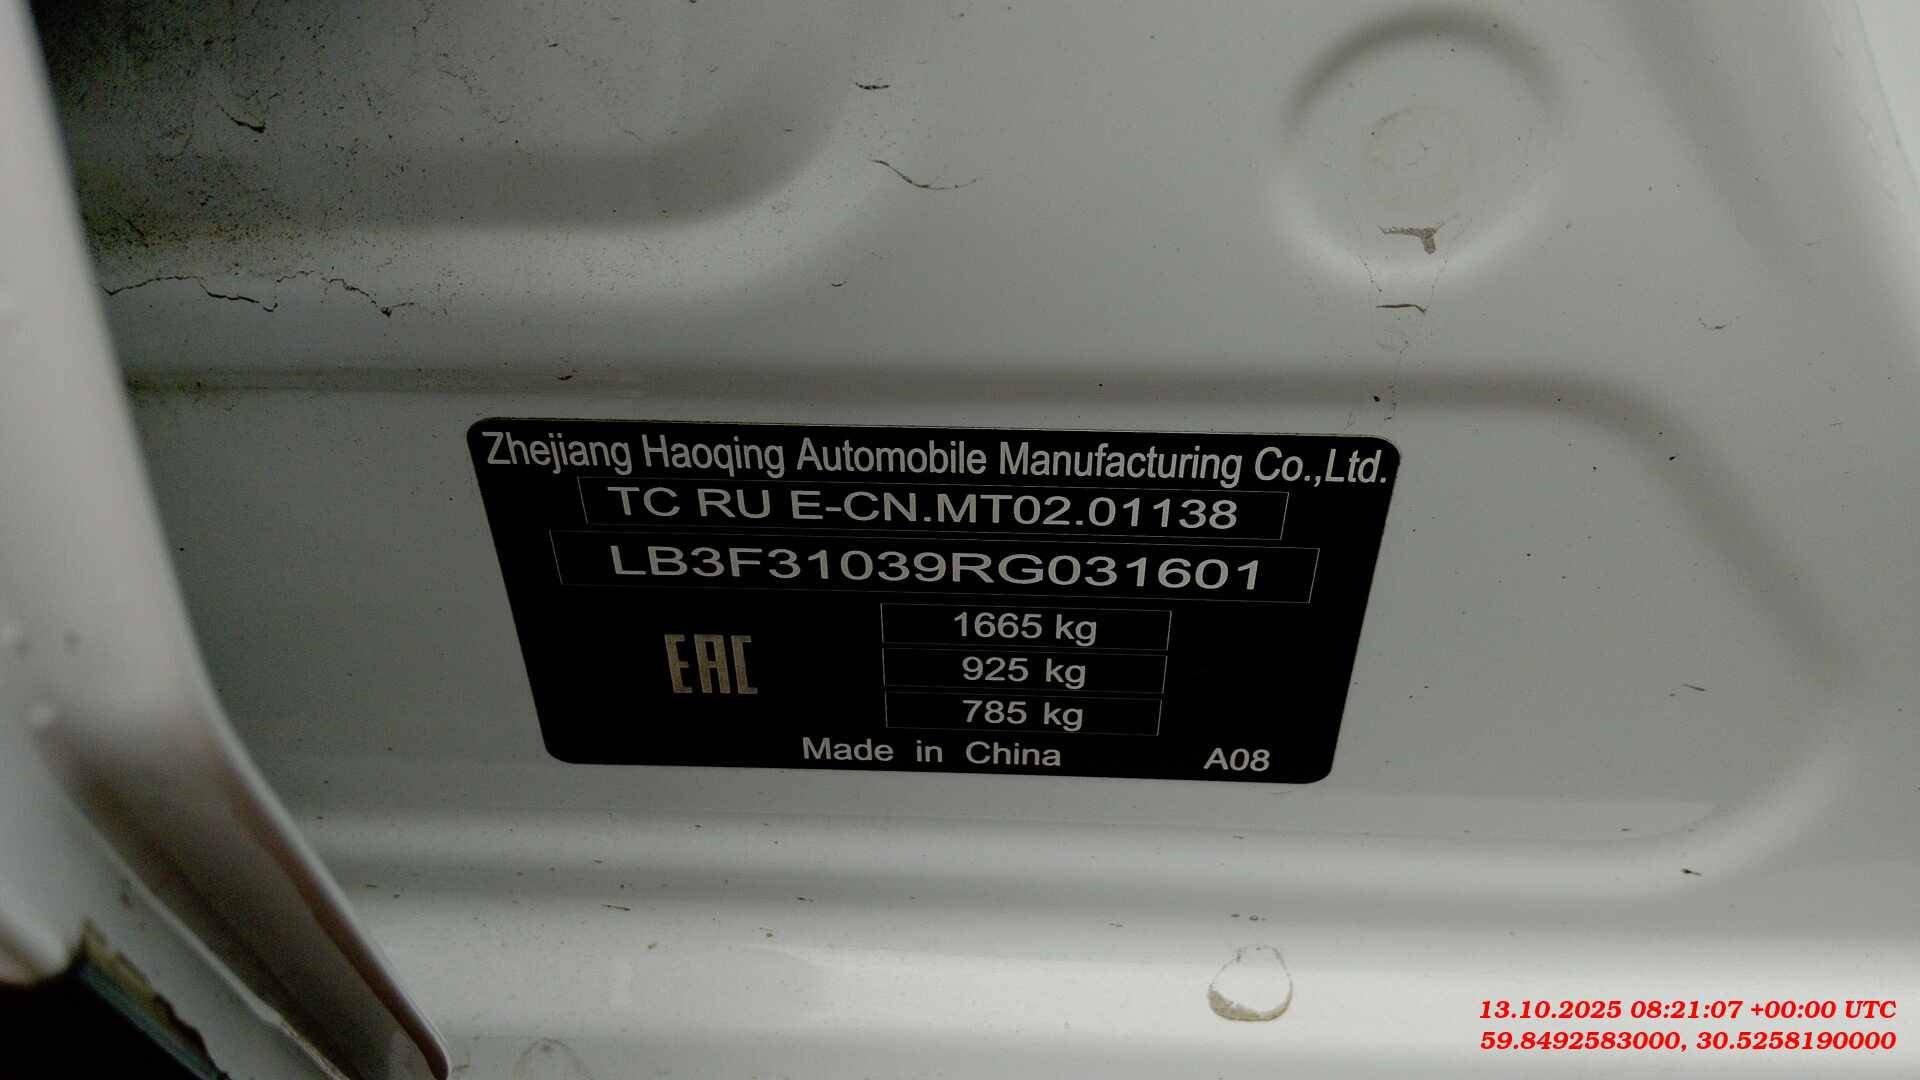 Zhejiang Haoqing Automobile Manufacturing Co.,Ltd.
TC RU E-CN.MT02.01138
LB3F31039RG031601
EAC
1665 kg
925 kg
785 kg
Made in China A08
13.10.2025 08:21:07 +00:00 UTC
59.8492583000, 30.5258190000